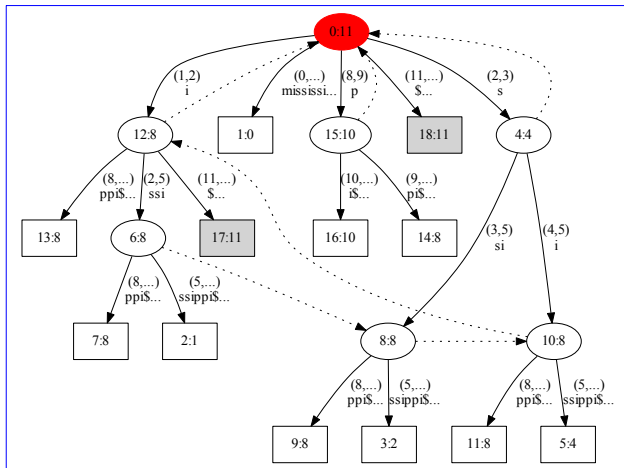 0:11
(1,2)
i
(0,...)
mississi...
(8,9)
p
(11,...)
$...
(2,3)
s
12:8
1:0
15:10
18:11
4:4
(8,...)
ppi$...
(2,5)
ssi
(11,...)
$...
(10,...)
i$...
(9,...)
pi$...
(3,5)
si
(4,5)
i
13:8
6:8
17:11
16:10
14:8
(8,...)
ppi$...
(5,...)
ssippi$...
7:8
2:1
8:8
10:8
(8,...)
ppi$...
(5,...)
ssippi$...
(8,...)
ppi$...
(5,...)
ssippi$...
9:8
3:2
11:8
5:4